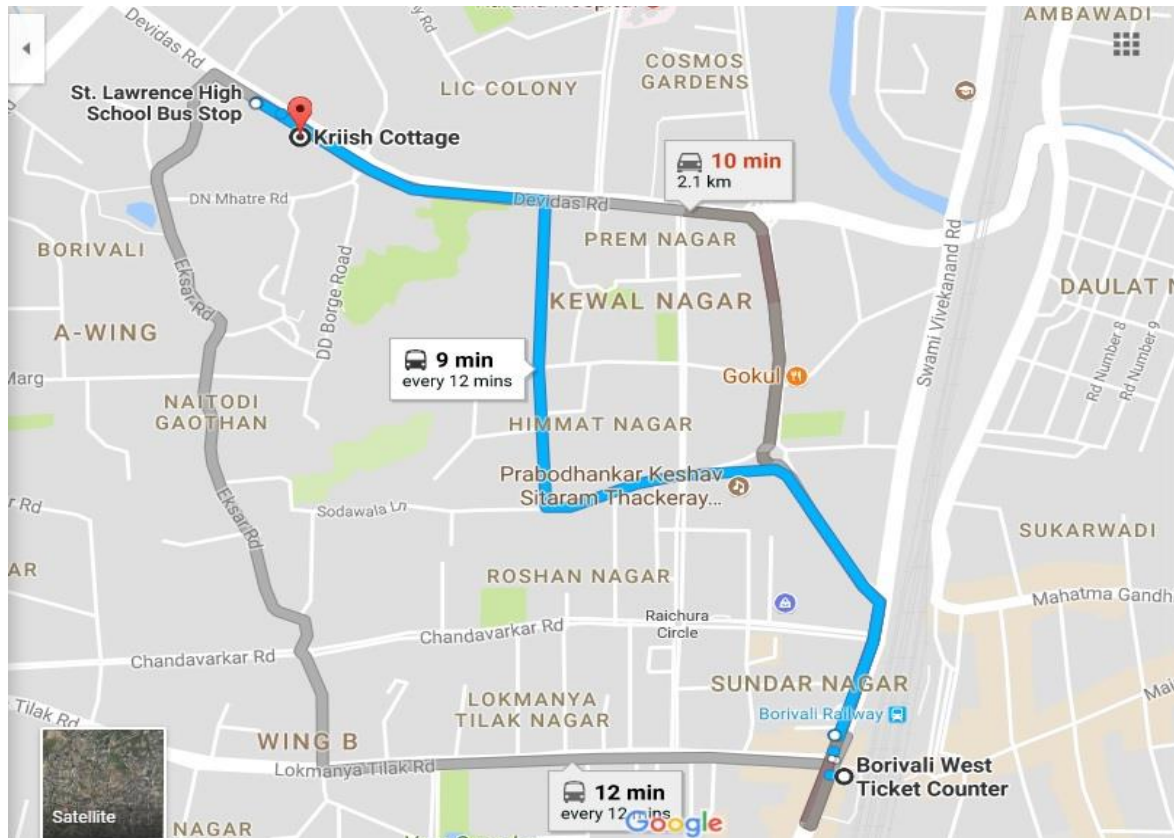 AMBAWADI
Devidas Rd
COSMOS
GARDENS
LIC COLONY
St. Lawrence High
School Bus Stop
Kriish Cottage
10 min
2.1 km
DN Mhatre Rd
Devidas Rd
PREM NAGAR
BORIVALI
Eksar Rd
DD Borge Road
KEWAL NAGAR
Swami Vivekanand Rd
DAULAT N
Rd Number 8
Rd Number 9
A-WING
9 min
every 12 mins
Marg
Gokul
NAITODI
GAOTHAN
HIMMAT NAGAR
Prabodhankar Keshav
Sitaram Thackeray...
r Rd
Sodawala Ln
Eksar Rd
SUKARWADI
AR
ROSHAN NAGAR
Mahatma Gandh
Raichura
Circle
Chandavarkar Rd
Chandavarkar Rd
SUNDAR NAGAR
LOKMANYA
TILAK NAGAR
Borivali Railway
Tilak Rd
WING B
Lokmanya Tilak Rd
Borivali West
Ticket Counter
12 min
every 12 mins
Satellite
NAGAR
Google